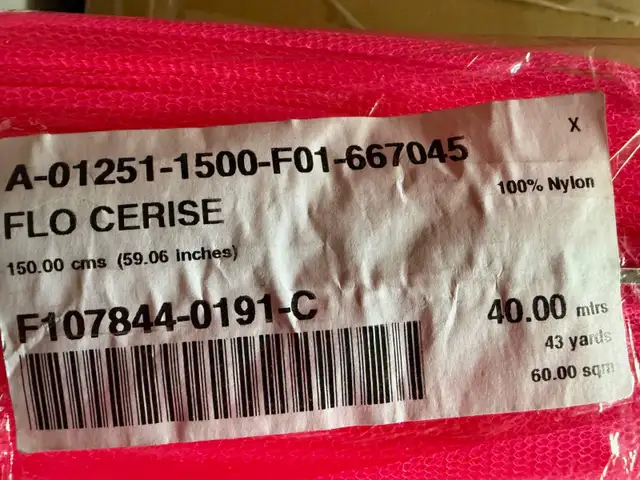 X
A-01251-1500-F01-667045
100% Nylon
FLO CERISE
150.00 cms (59.06 inches)
F107844-0191-C
40.00 mtrs
43 yards
60.00 sqm